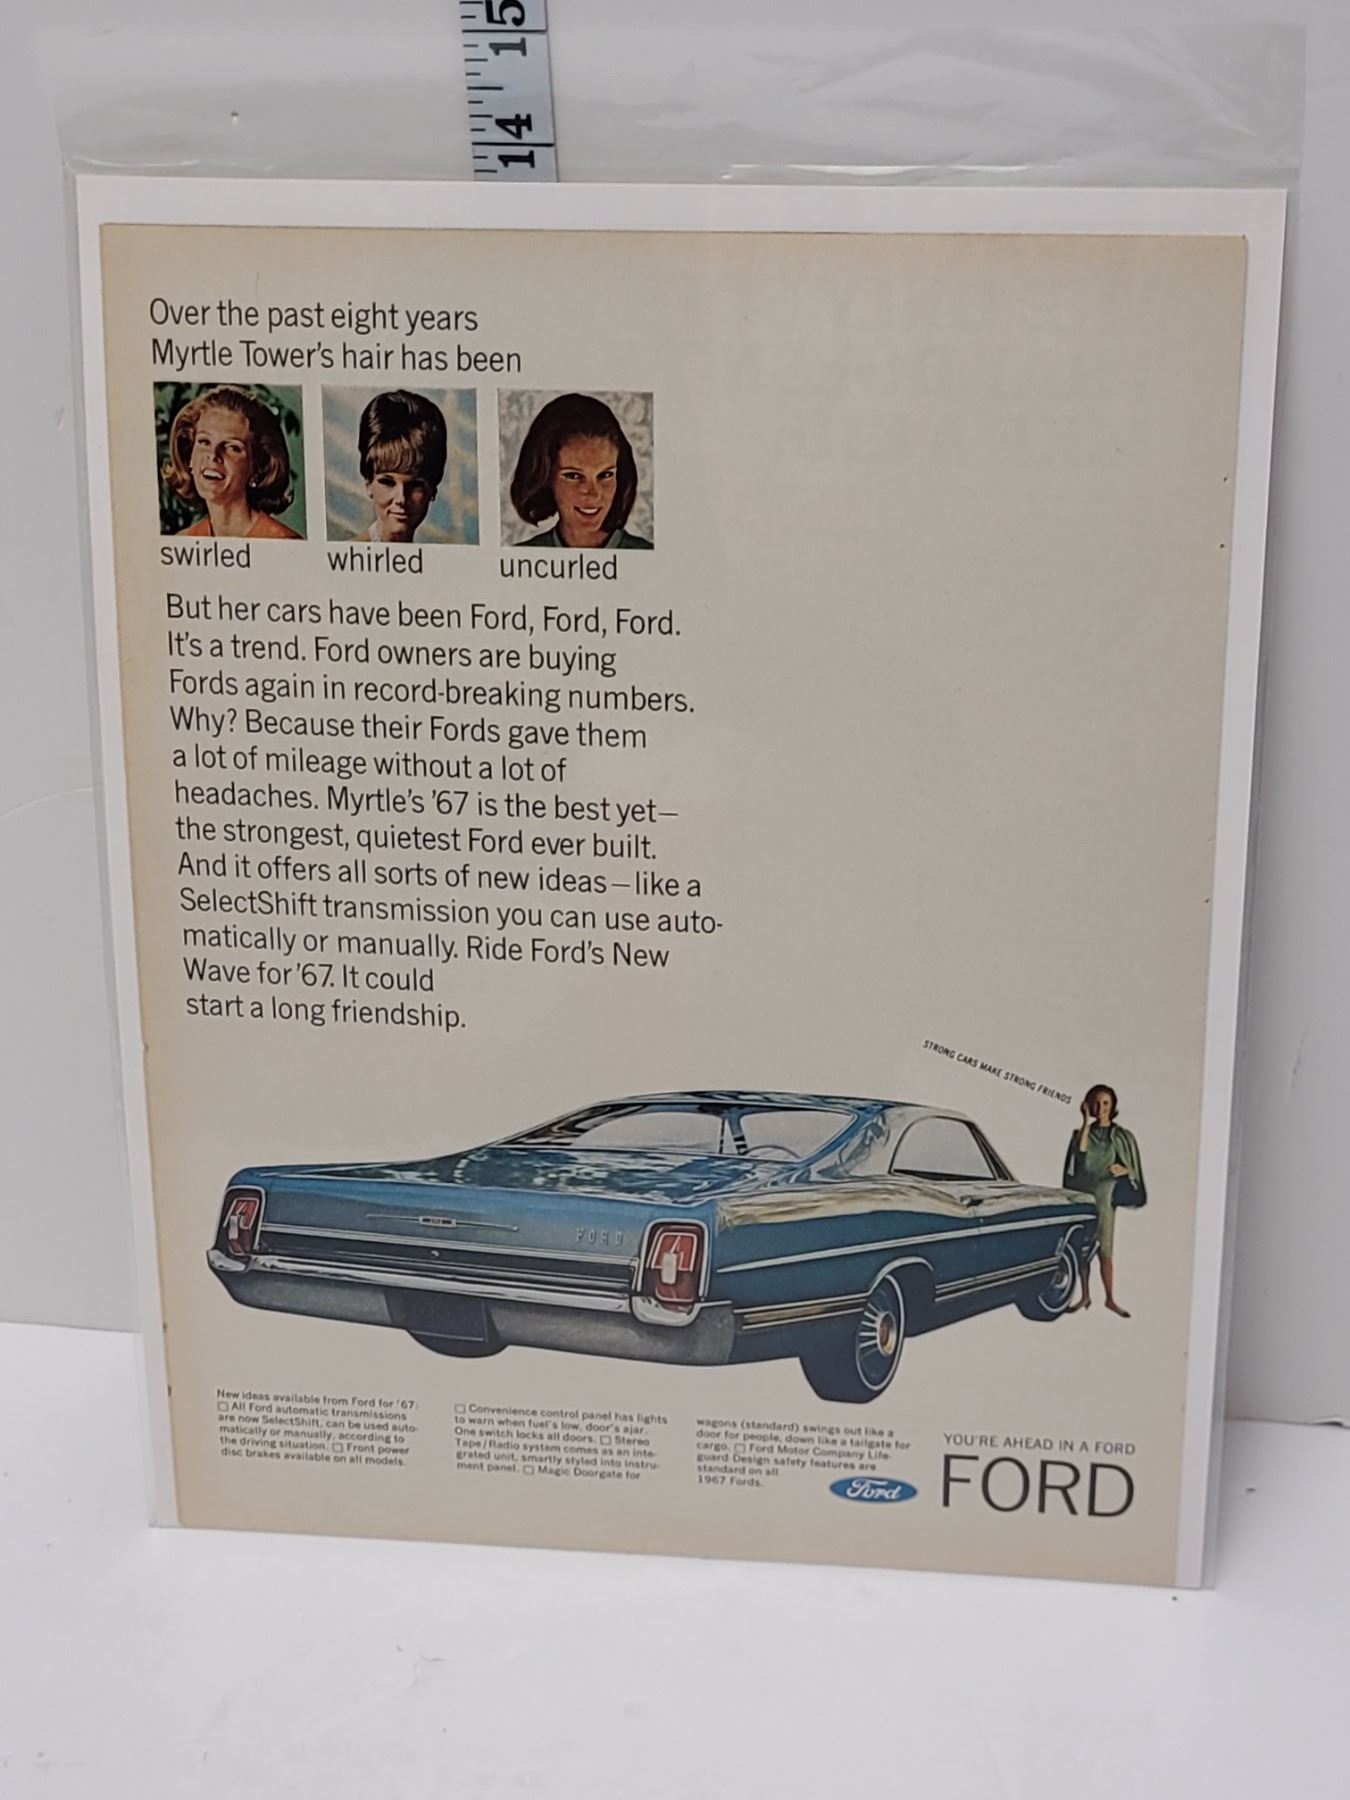 15
14
Over the past eight years
Myrtle Tower's hair has been
swirled
whirled
uncurled
But her cars have been Ford, Ford, Ford.
It's a trend. Ford owners are buying
Fords again in record-breaking numbers.
Why? Because their Fords gave them
a lot of mileage without a lot of
headaches. Myrtle's '67 is the best yet—
the strongest, quietest Ford ever built.
And it offers all sorts of new ideas—like a
SelectShift transmission you can use auto-
matically or manually. Ride Ford's New
Wave for '67. It could
start a long friendship.
STRONG CARS MAKE STRONG FRIENDS
FORD
New ideas available from Ford for '67:
☐ All Ford automatic transmissions
are now SelectShift, can be used auto-
matically or manually, according to
the driving situation. ☐ Front power
disc brakes available on all models.
☐ Convenience control panel has lights
to warn when fuel's low, door's ajar.
One switch locks all doors. ☐ Stereo
Tape/Radio system comes as an inte-
grated unit, smartly styled into instru-
ment panel. ☐ Magic Doorgate for
wagons (standard) swings out like a
door for people, down like a tailgate for
cargo. ☐ Ford Motor Company Life-
guard Design safety features are
standard on all
1967 Fords.
Ford
YOU'RE AHEAD IN A FORD
FORD